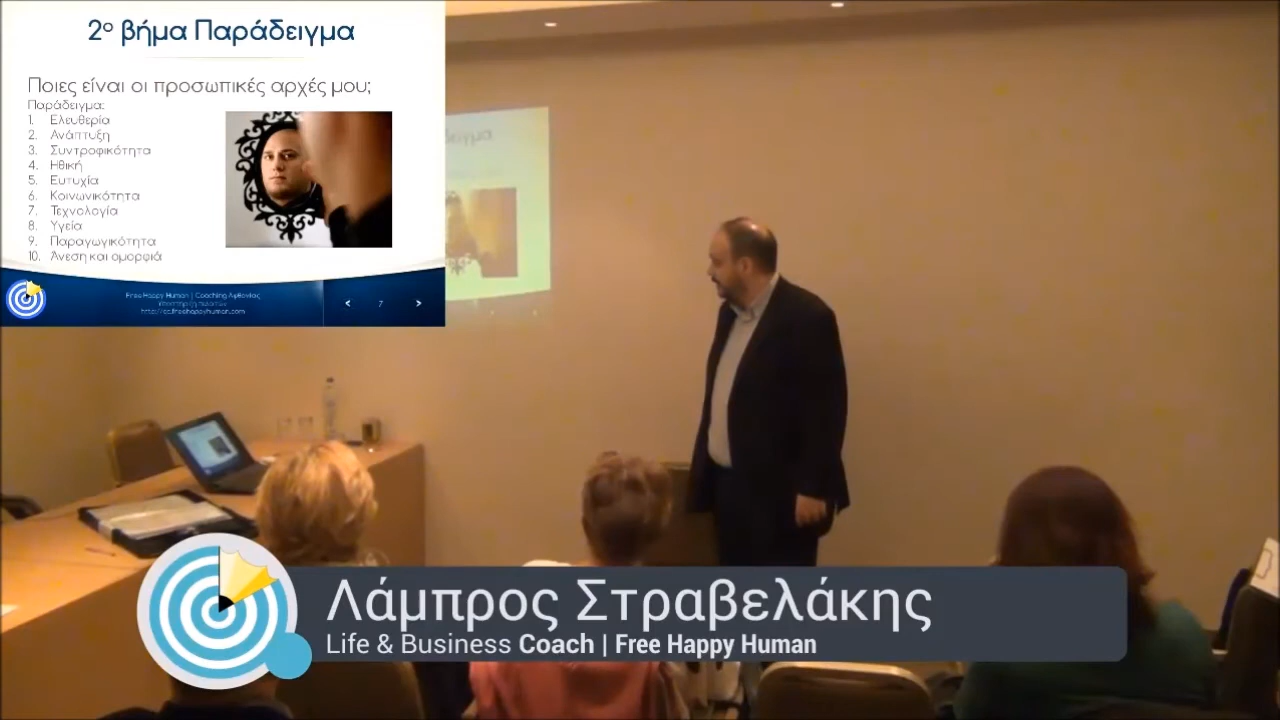 2ο βήμα Παράδειγμα
Ποιες είναι οι προσωπικές αρχές μου;
Παράδειγμα:
1. Ελευθερία
2. Ανάπτυξη
3. Συντροφικότητα
4. Ηθική
5. Ευτυχία
6. Κοινωνικότητα
7. Τεχνολογία
8. Υγεία
9. Παραγωγικότητα
10. Άνεση και ομορφιά
Free Happy Human | Coaching Αφθονίας
< 7 >
Λάμπρος Στραβελάκης
Life & Business Coach | Free Happy Human